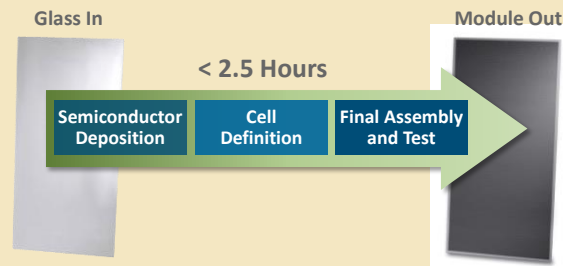 Glass In
Module Out
< 2.5 Hours
Semiconductor
Deposition
Cell
Definition
Final Assembly
and Test